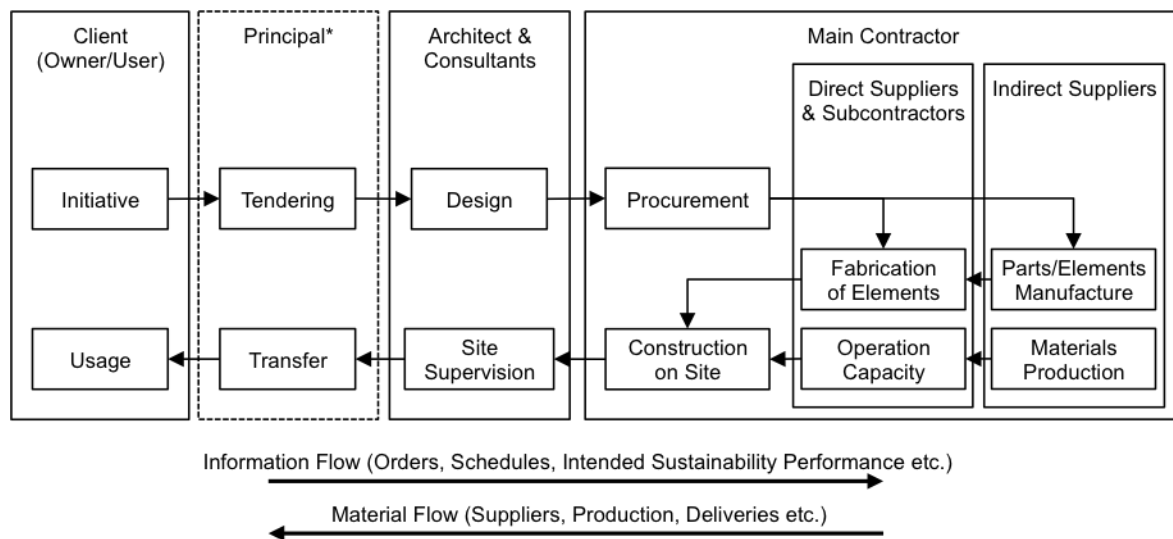 Client
(Owner/User)
Principal*
Architect &
Consultants
Main Contractor
Direct Suppliers
& Subcontractors
Indirect Suppliers
Initiative
Tendering
Design
Procurement
Fabrication
of Elements
Parts/Elements
Manufacture
Usage
Transfer
Site
Supervision
Construction
on Site
Operation
Capacity
Materials
Production
Information Flow (Orders, Schedules, Intended Sustainability Performance etc.)
Material Flow (Suppliers, Production, Deliveries etc.)